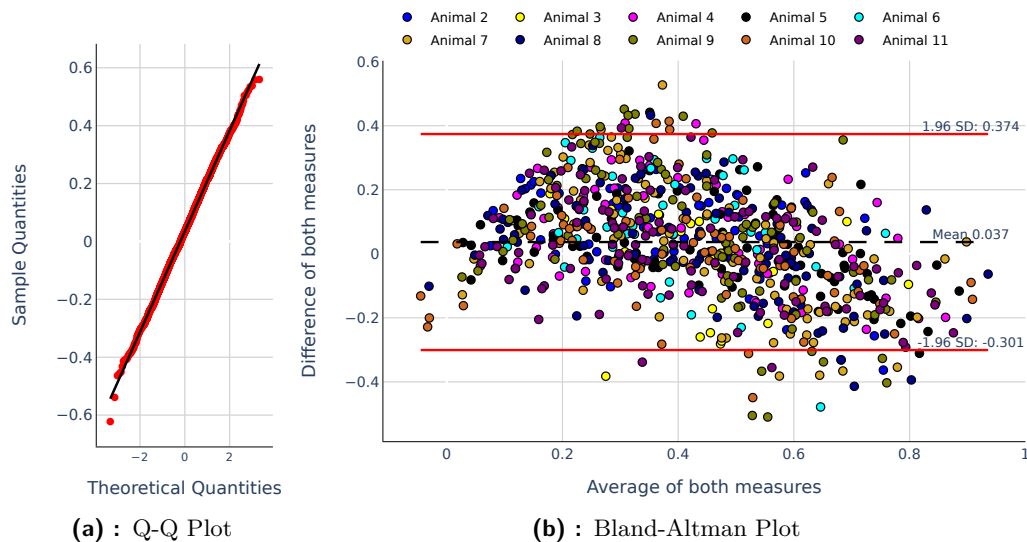 Animal 2 Animal 3 Animal 4 Animal 5 Animal 6
Animal 7 Animal 8 Animal 9 Animal 10 Animal 11
Sample Quantities
0.6
0.4
0.2
0
−0.2
−0.4
−0.6
−2 0 2
Theoretical Quantities
Difference of both measures
0.6
0.4
0.2
0
−0.2
−0.4
1.96 SD: 0.374
Mean 0.037
-1.96 SD: -0.301
0 0.2 0.4 0.6 0.8 1
Average of both measures
(a) : Q-Q Plot
(b) : Bland-Altman Plot